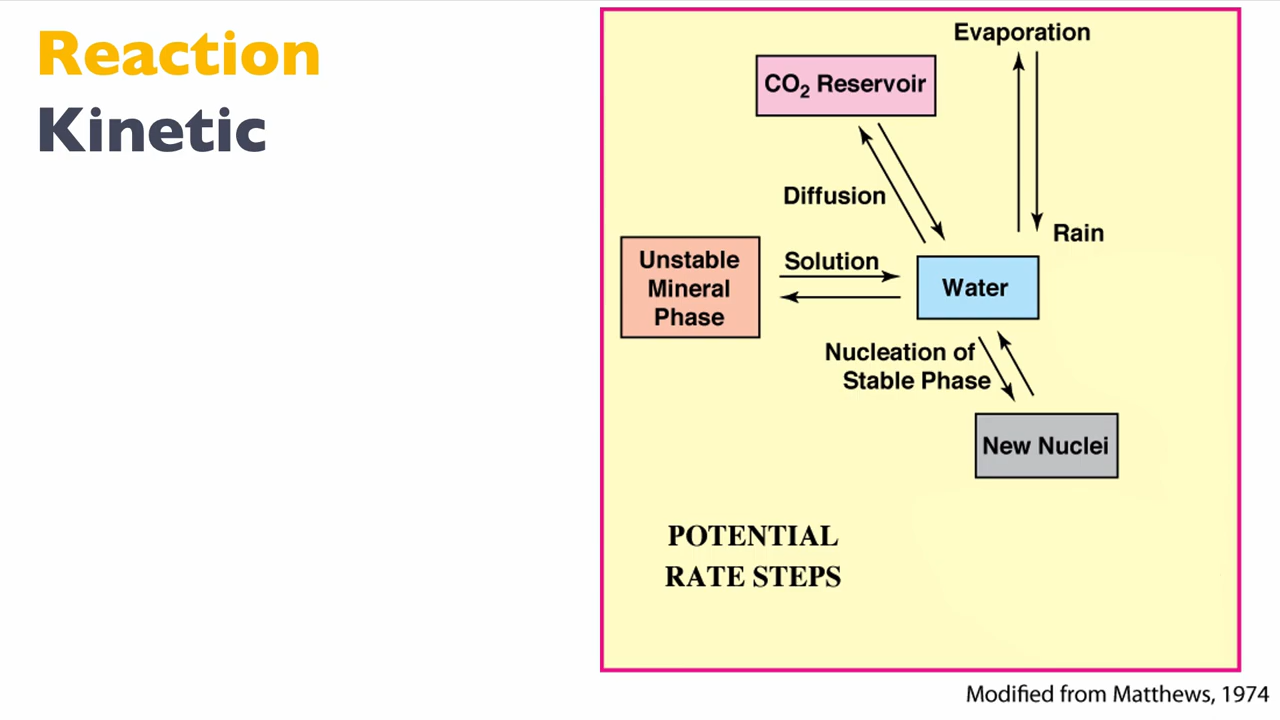 Reaction
Kinetic
Evaporation
CO₂ Reservoir
Diffusion
Rain
Unstable
Mineral
Phase
Solution
Water
Nucleation of
Stable Phase
New Nuclei
POTENTIAL
RATE STEPS
Modified from Matthews, 1974